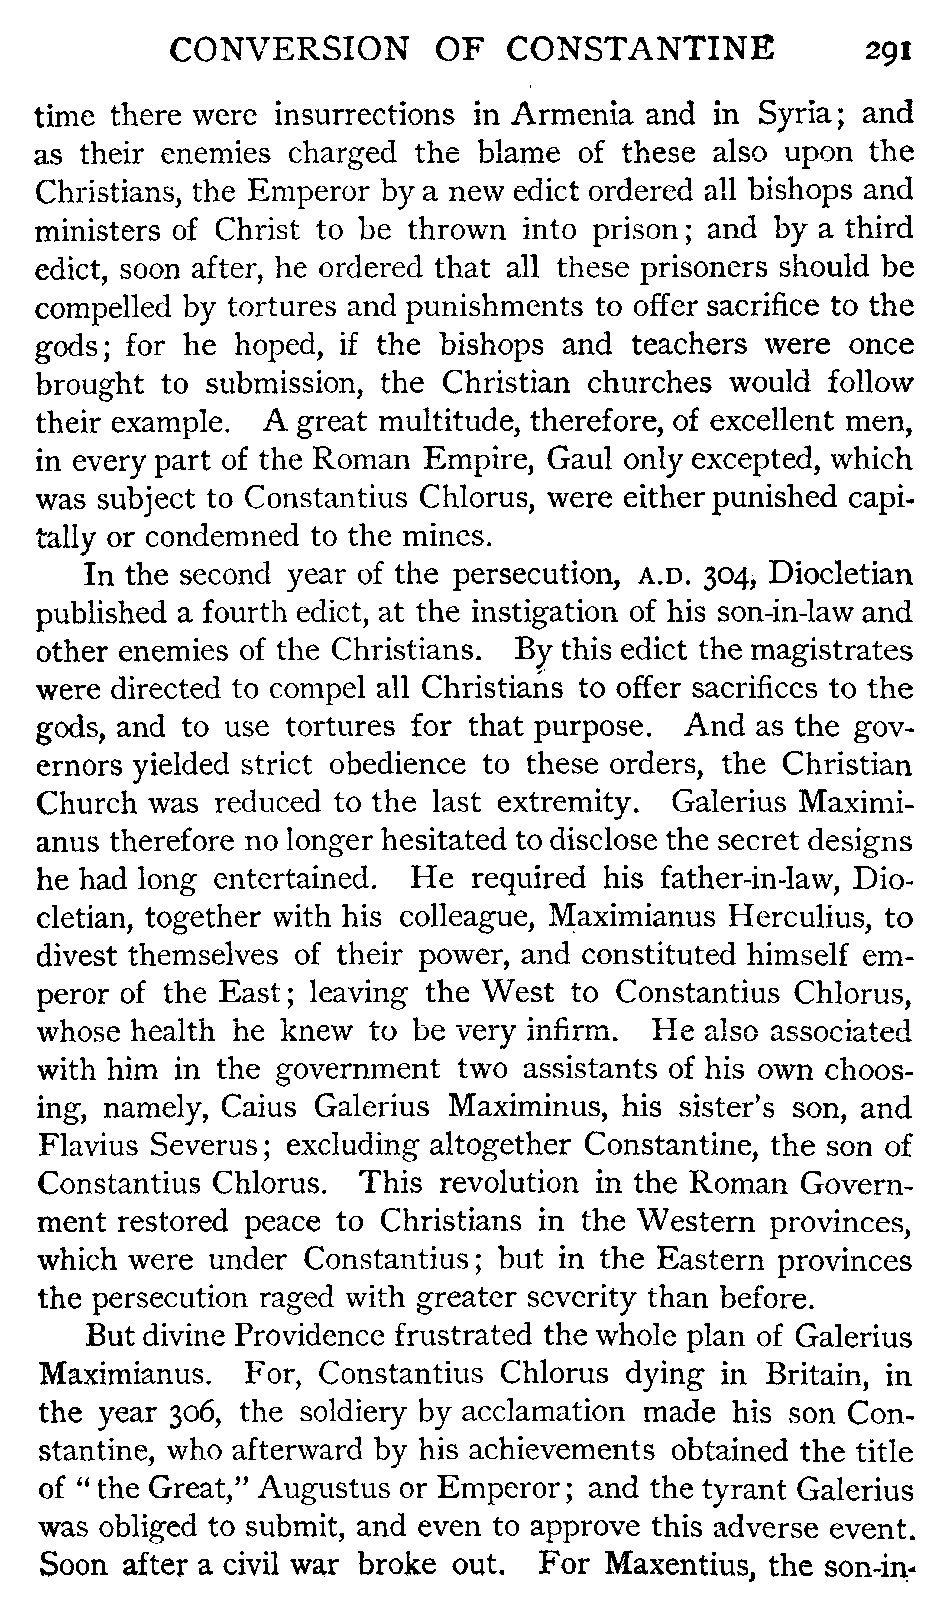 CONVERSION OF CONSTANTINE 291
time there were insurrections in Armenia and in Syria; and
as their enemies charged the blame of these also upon the
Christians, the Emperor by a new edict ordered all bishops and
ministers of Christ to be thrown into prison; and by a third
edict, soon after, he ordered that all these prisoners should be
compelled by tortures and punishments to offer sacrifice to the
gods; for he hoped, if the bishops and teachers were once
brought to submission, the Christian churches would follow
their example. A great multitude, therefore, of excellent men,
in every part of the Roman Empire, Gaul only excepted, which
was subject to Constantius Chlorus, were either punished capi-
tally or condemned to the mines.
In the second year of the persecution, A.D. 304, Diocletian
published a fourth edict, at the instigation of his son-in-law and
other enemies of the Christians. By this edict the magistrates
were directed to compel all Christians to offer sacrifices to the
gods, and to use tortures for that purpose. And as the gov-
ernors yielded strict obedience to these orders, the Christian
Church was reduced to the last extremity. Galerius Maximi-
anus therefore no longer hesitated to disclose the secret designs
he had long entertained. He required his father-in-law, Dio-
cletian, together with his colleague, Maximianus Herculius, to
divest themselves of their power, and constituted himself em-
peror of the East; leaving the West to Constantius Chlorus,
whose health he knew to be very infirm. He also associated
with him in the government two assistants of his own choos-
ing, namely, Caius Galerius Maximinus, his sister's son, and
Flavius Severus; excluding altogether Constantine, the son of
Constantius Chlorus. This revolution in the Roman Govern-
ment restored peace to Christians in the Western provinces,
which were under Constantius; but in the Eastern provinces
the persecution raged with greater severity than before.
But divine Providence frustrated the whole plan of Galerius
Maximianus. For, Constantius Chlorus dying in Britain, in
the year 306, the soldiery by acclamation made his son Con-
stantine, who afterward by his achievements obtained the title
of "the Great," Augustus or Emperor; and the tyrant Galerius
was obliged to submit, and even to approve this adverse event.
Soon after a civil war broke out. For Maxentius, the son-in-